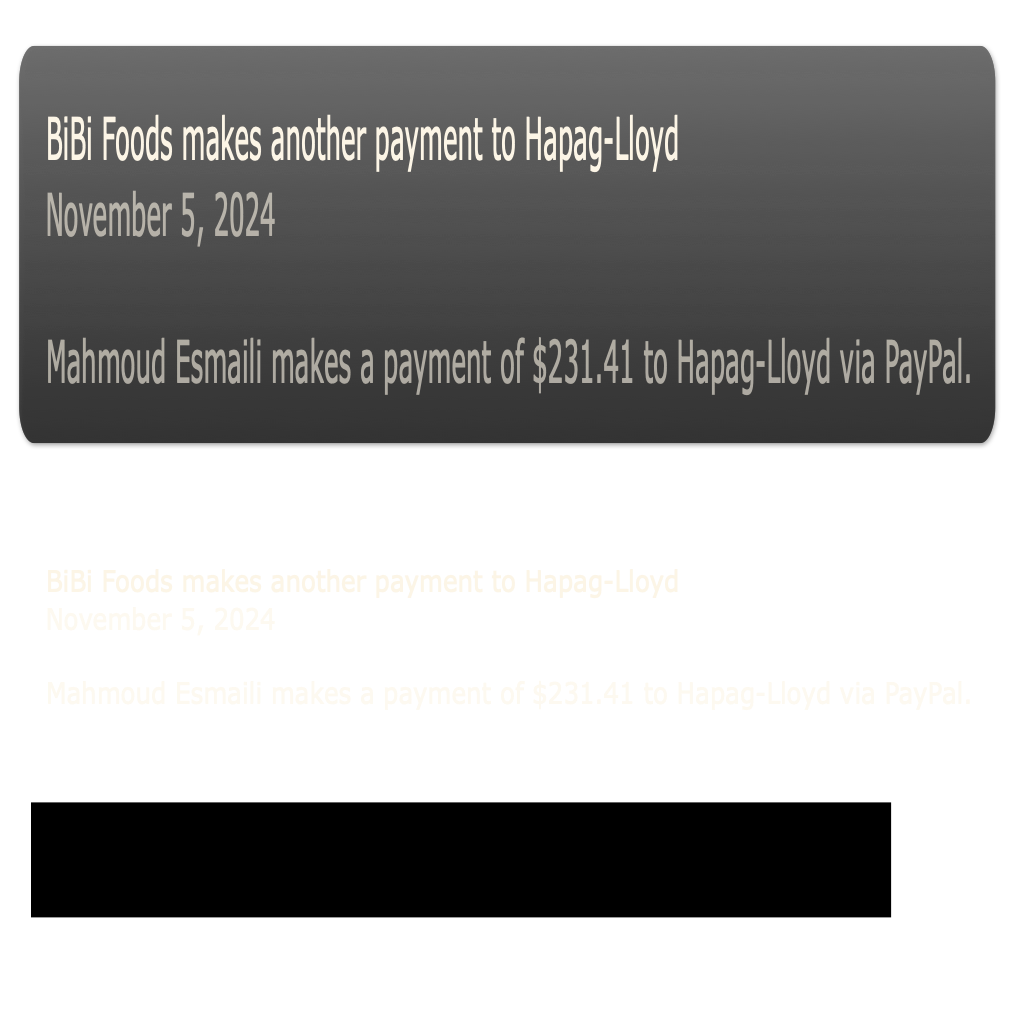 BiBi Foods makes another payment to Hapag-Lloyd
November 5, 2024
Mahmoud Esmaili makes a payment of $231.41 to Hapag-Lloyd via PayPal.
BiBi Foods makes another payment to Hapag-Lloyd
November 5, 2024
Mahmoud Esmaili makes a payment of $231.41 to Hapag-Lloyd via PayPal.